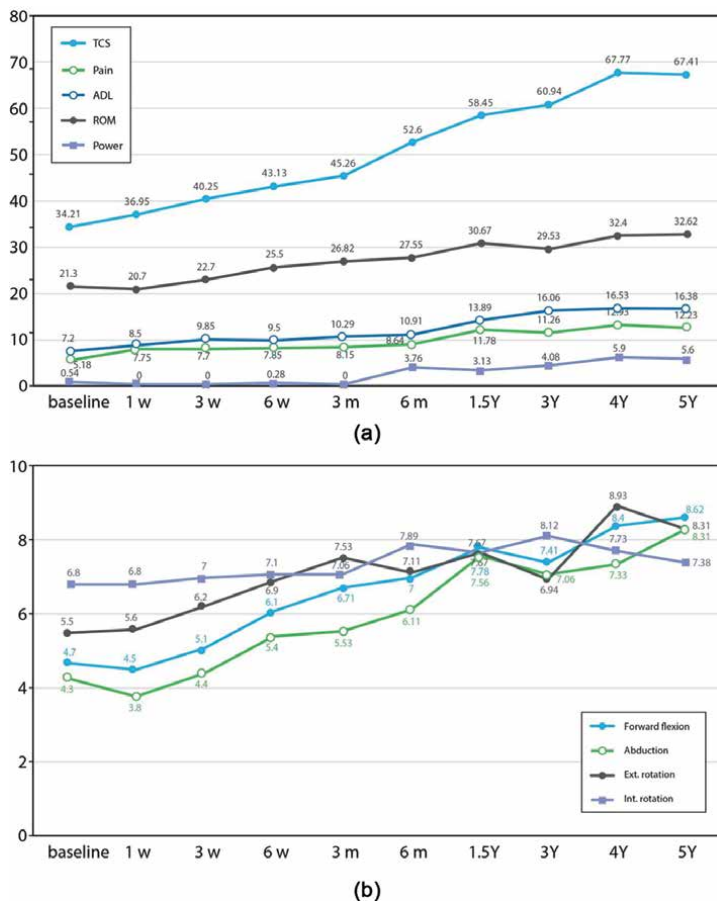 80
70
60
50
40
30
20
10
0
TCS
Pain
ADL
ROM
Power
34.21 36.95 40.25 43.13 45.26 52.6 58.45 60.94 67.77 67.41
21.3 20.7 22.7 25.5 26.82 27.55 30.67 29.53 32.4 32.62
7.2 8.5 9.85 9.5 10.29 10.91 13.89 16.06 16.53 16.38
5.18 7.75 7.7 7.85 8.15 8.64 11.78 11.26 12.93 12.23
0.54 0 0 0.28 0 3.76 3.13 4.08 5.9 5.6
baseline 1 w 3 w 6 w 3 m 6 m 1.5Y 3Y 4Y 5Y
(a)
10
8
6
4
2
0
6.8 6.8 7 7.1 7.06 7.89 7.67 8.12 7.73 7.38
5.5 5.6 6.2 6.9 7.53 7.11 7.67 6.94 8.93 8.31
4.7 4.5 5.1 6.1 6.71 7 7.78 7.41 8.4 8.62
4.3 3.8 4.4 5.4 5.53 6.11 7.56 7.06 7.33 8.31
Forward flexion
Abduction
Ext. rotation
Int. rotation
baseline 1 w 3 w 6 w 3 m 6 m 1.5Y 3Y 4Y 5Y
(b)